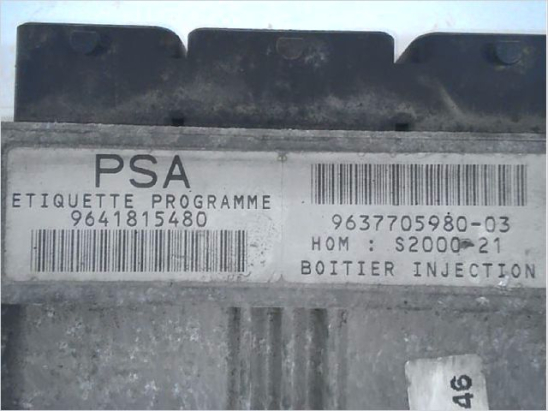 PSA
ETIQUETTE PROGRAMME
9641815480
9637705980-03
HOM : S2000-21
BOITIER INJECTION
46